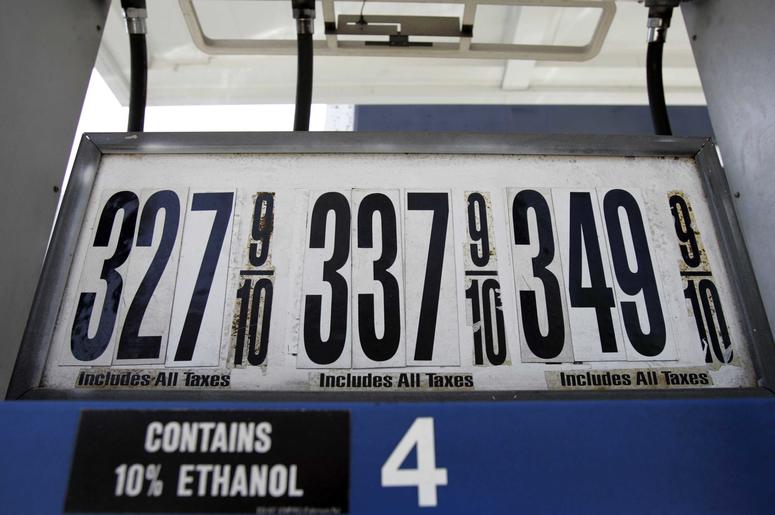 327 9/10 337 9/10 349 9/10
Includes All Taxes Includes All Taxes Includes All Taxes
CONTAINS
10% ETHANOL
4